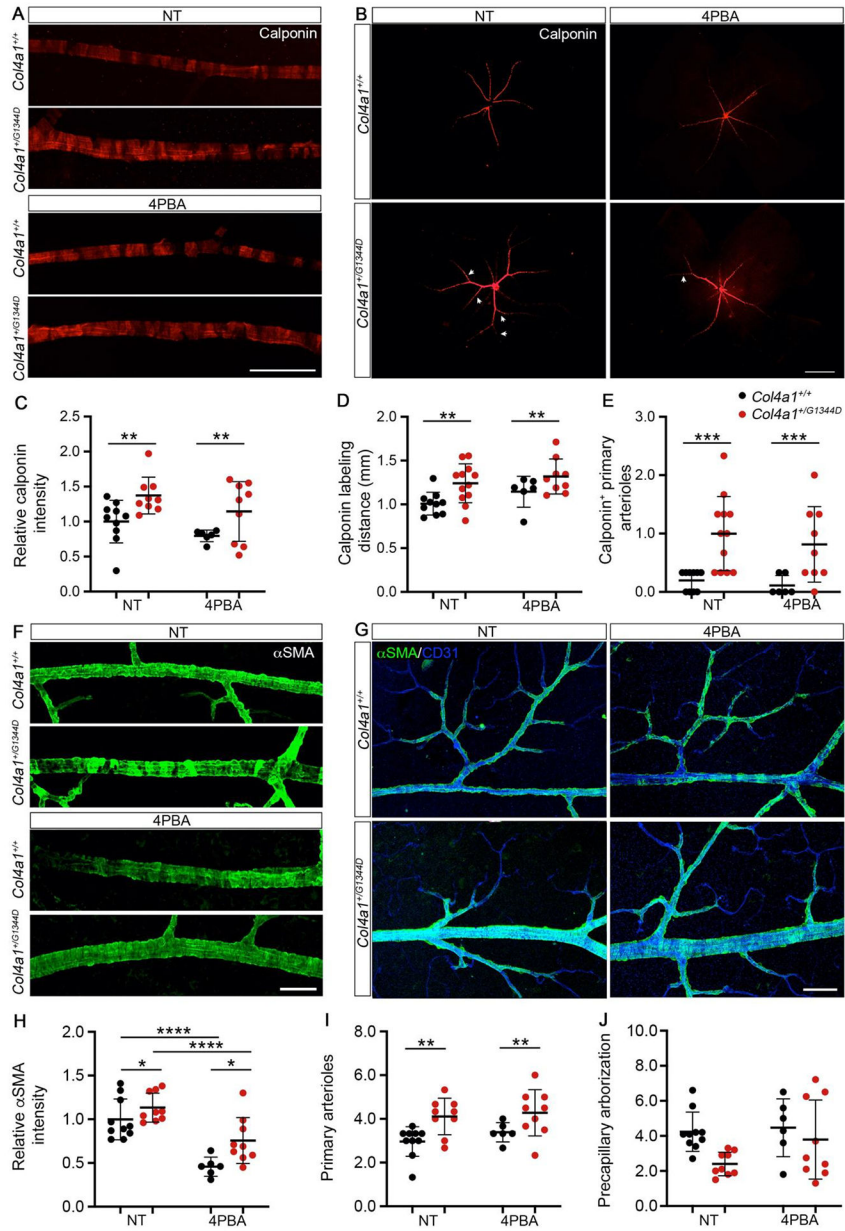 A
NT
Calponin
Col4a1+/+
Col4a1+/G1344D
4PBA
Col4a1+/+
Col4a1+/G1344D
B
NT
4PBA
Calponin
Col4a1+/+
Col4a1+/G1344D
C
Relative calponin
intensity
2.5
2.0
1.5
1.0
0.5
0.0
**
**
NT
4PBA
D
Calponin labeling
distance (mm)
2.0
1.5
1.0
0.5
0.0
**
**
NT
4PBA
E
Col4a1+/+
Col4a1+/G1344D
Calponin+ primary
arterioles
3.0
2.0
1.0
0.0
***
***
NT
4PBA
F
NT
αSMA
Col4a1+/+
Col4a1+/G1344D
4PBA
Col4a1+/+
Col4a1+/G1344D
G
NT
4PBA
αSMA/CD31
Col4a1+/+
Col4a1+/G1344D
H
Relative αSMA
intensity
2.0
1.5
1.0
0.5
0.0
****
****
*
*
NT
4PBA
I
Primary arterioles
8.0
6.0
4.0
2.0
0
**
**
NT
4PBA
J
Precapillary arborization
10.0
8.0
6.0
4.0
2.0
0
NT
4PBA